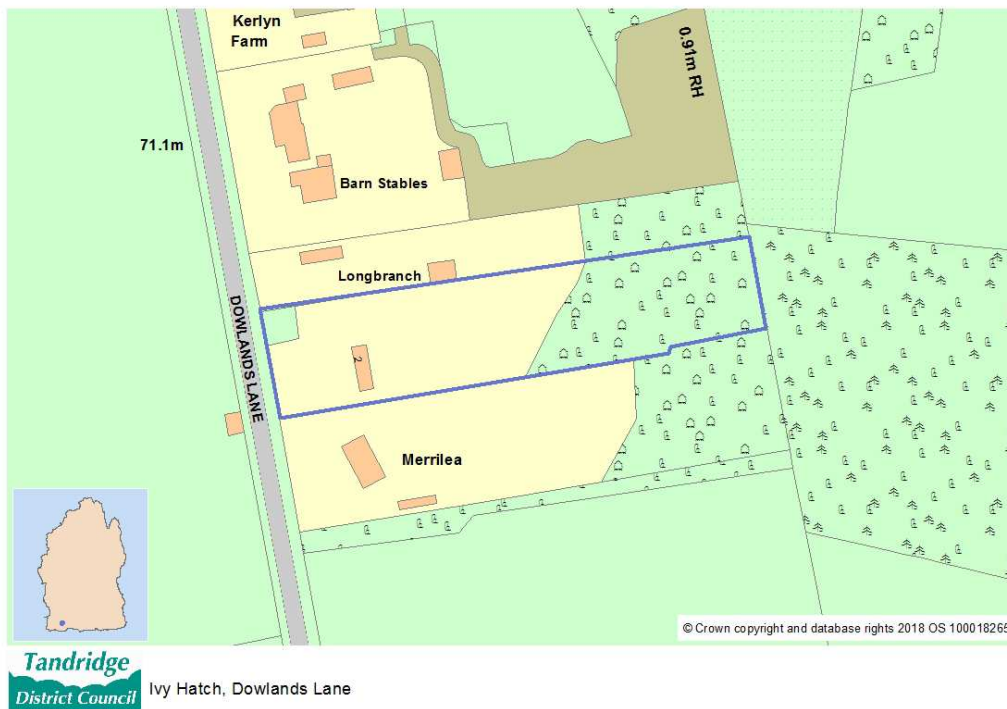 Kerlyn
Farm
0.91m RH
71.1m
Barn Stables
Longbranch
DOWLANDS LANE
2
Merrilea
© Crown copyright and database rights 2018 OS 100018265
Tandridge
District Council
Ivy Hatch, Dowlands Lane